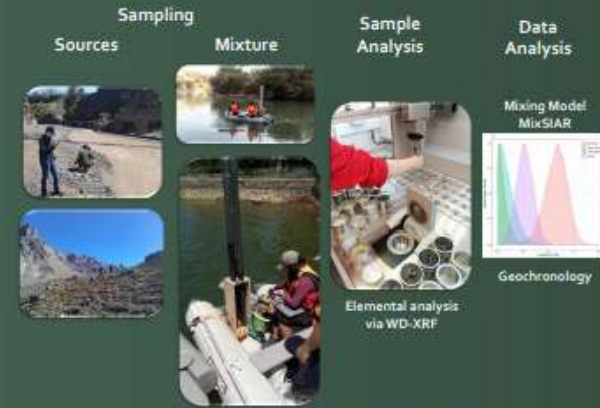 Sampling
Sources
Mixture
Sample
Analysis
Data
Analysis
Mixing Model
MixSIAR
Elemental analysis
via WD-XRF
Geochronology